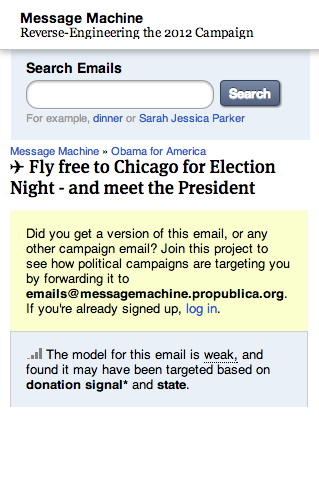 Message Machine
Reverse-Engineering the 2012 Campaign
Search Emails
Search
For example, dinner or Sarah Jessica Parker
Message Machine » Obama for America
✈ Fly free to Chicago for Election
Night - and meet the President
Did you get a version of this email, or any
other campaign email? Join this project to
see how political campaigns are targeting you
by forwarding it to
emails@messagemachine.propublica.org.
If you're already signed up, log in.
The model for this email is weak, and
found it may have been targeted based on
donation signal* and state.